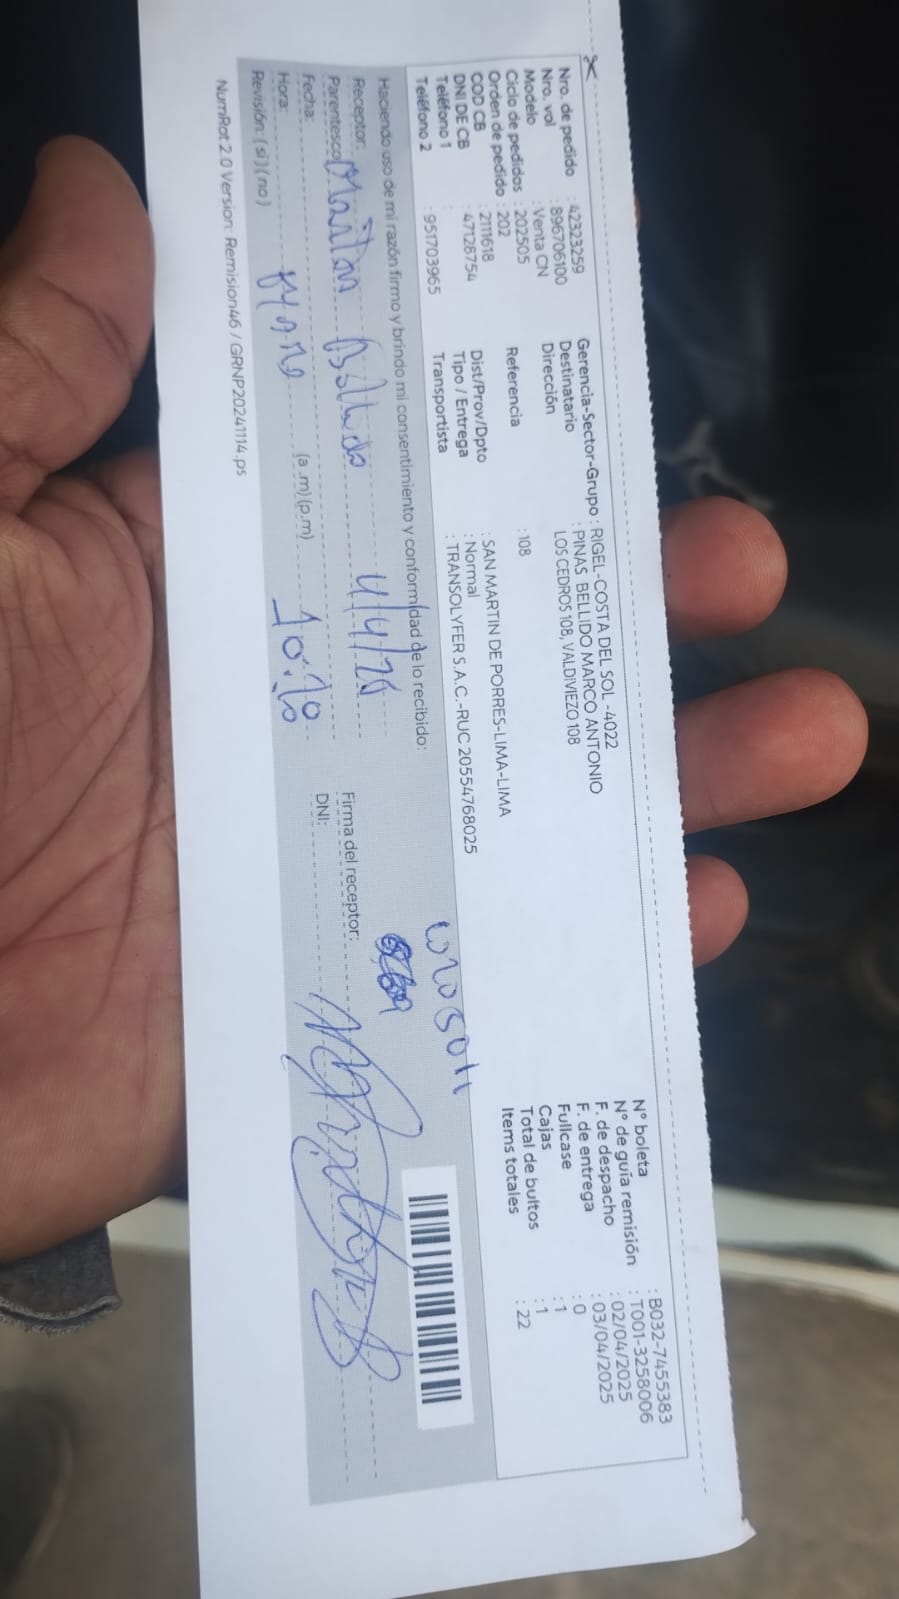 Nro. de pedido : 42323259
Nro. vol : 896706100
Modelo : Venta CN
Ciclo de pedidos : 202505
Orden de pedido : 202
COD CB : 2111618
DNI DE CB : 47128754
Teléfono 1 :
Teléfono 2 : 951703965
Gerencia-Sector-Grupo : RIGEL-COSTA DEL SOL -4022
Destinatario : PINAS BELLIDO MARCO ANTONIO
Dirección LOS CEDROS 108, VALDIVIEZO 108
Referencia : 108
Dist/Prov/Dpto : SAN MARTIN DE PORRES-LIMA-LIMA
Tipo / Entrega : Normal
Transportista : TRANSOLYFER S.A.C.-RUC 20554768025
N° boleta : B032-7455383
N° de guía remisión : T001-3258006
F. de despacho : 02/04/2025
F. de entrega : 03/04/2025
Fullcase : 0
Cajas : 1
Total de bultos : 1
Items totales : 22
Haciendo uso de mi razón firmo y brindo mi consentimiento y conformidad de lo recibido:
Receptor:
Parentesco:
Fecha: 4/4/25
Hora: (a.m)(p.m) 10:10
Revisión: (si) (no)
Firma del receptor:
DNI:
NumRot 2.0 Version: Remision46 / GRNP20241114.ps